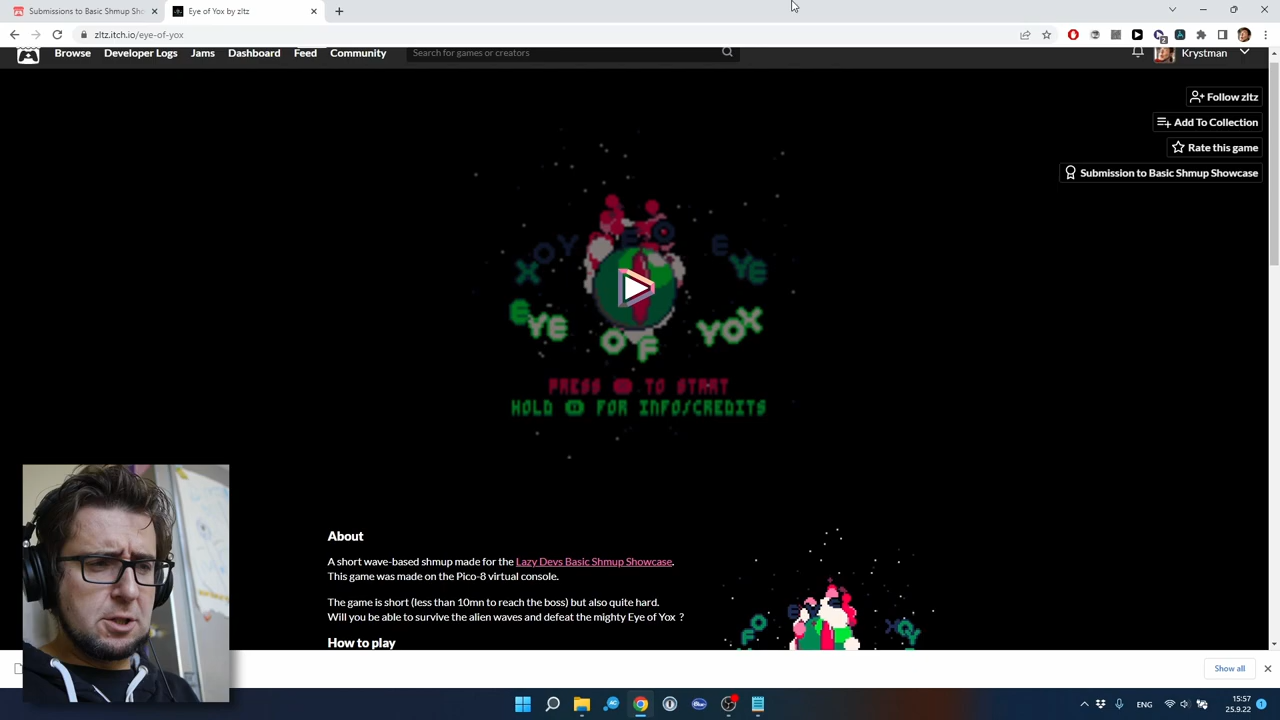 Submissions to Basic Shmup Sho
Eye of Yox by zltz
zltz.itch.io/eye-of-yox
Browse Developer Logs Jams Dashboard Feed Community
Search for games or creators
Krystman
Follow zltz
Add To Collection
Rate this game
Submission to Basic Shmup Showcase
EYE OF YOX
PRESS TO START
HOLD FOR INFO/CREDITS
About
A short wave-based shmup made for the Lazy Devs Basic Shmup Showcase.
This game was made on the Pico-8 virtual console.
The game is short (less than 10mn to reach the boss) but also quite hard.
Will you be able to survive the alien waves and defeat the mighty Eye of Yox ?
How to play
Show all
ENG
15:57
25.9.22